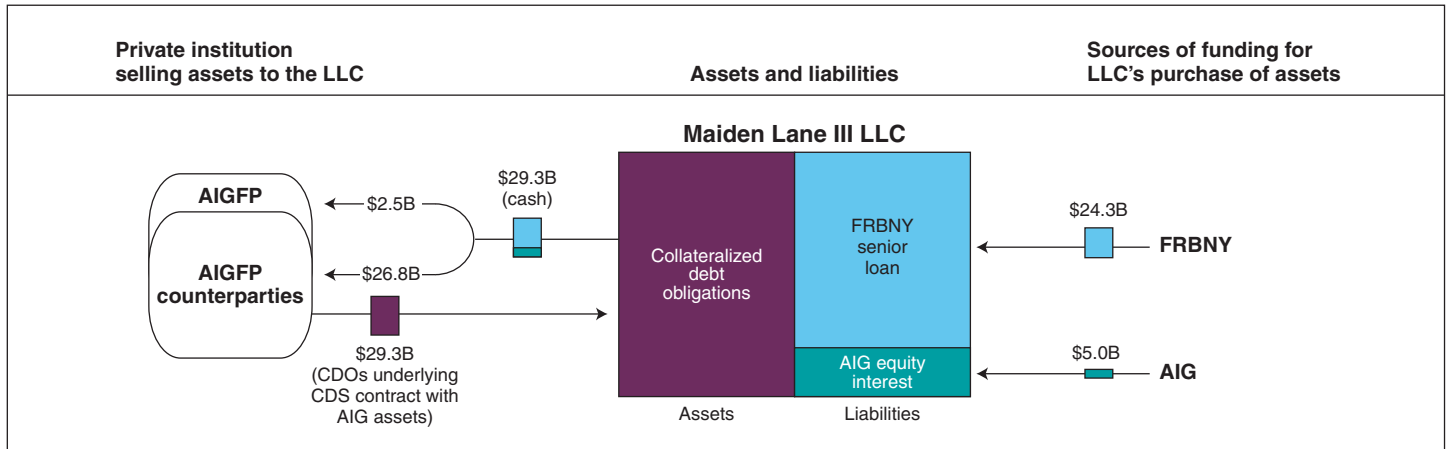 Private institution
selling assets to the LLC
Assets and liabilities
Sources of funding for
LLC's purchase of assets
Maiden Lane III LLC
AIGFP
AIGFP
counterparties
$2.5B
$26.8B
$29.3B
(cash)
$29.3B
(CDOs underlying
CDS contract with
AIG assets)
Collateralized
debt
obligations
FRBNY
senior
loan
AIG equity
interest
Assets
Liabilities
$24.3B
FRBNY
$5.0B
AIG